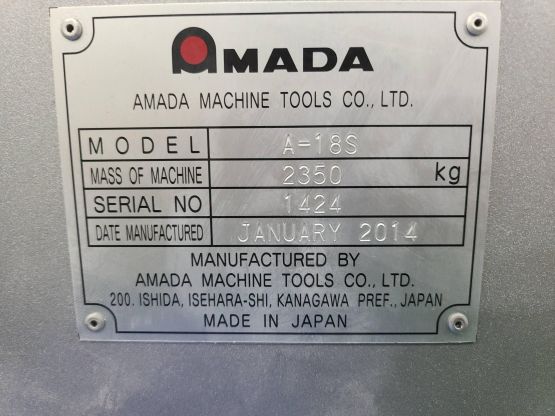 AMADA
AMADA MACHINE TOOLS CO., LTD.
MODEL A-18S
MASS OF MACHINE 2350 kg
SERIAL NO 1424
DATE MANUFACTURED JANUARY 2014
MANUFACTURED BY
AMADA MACHINE TOOLS CO., LTD.
200. ISHIDA, ISEHARA-SHI, KANAGAWA PREF., JAPAN
MADE IN JAPAN